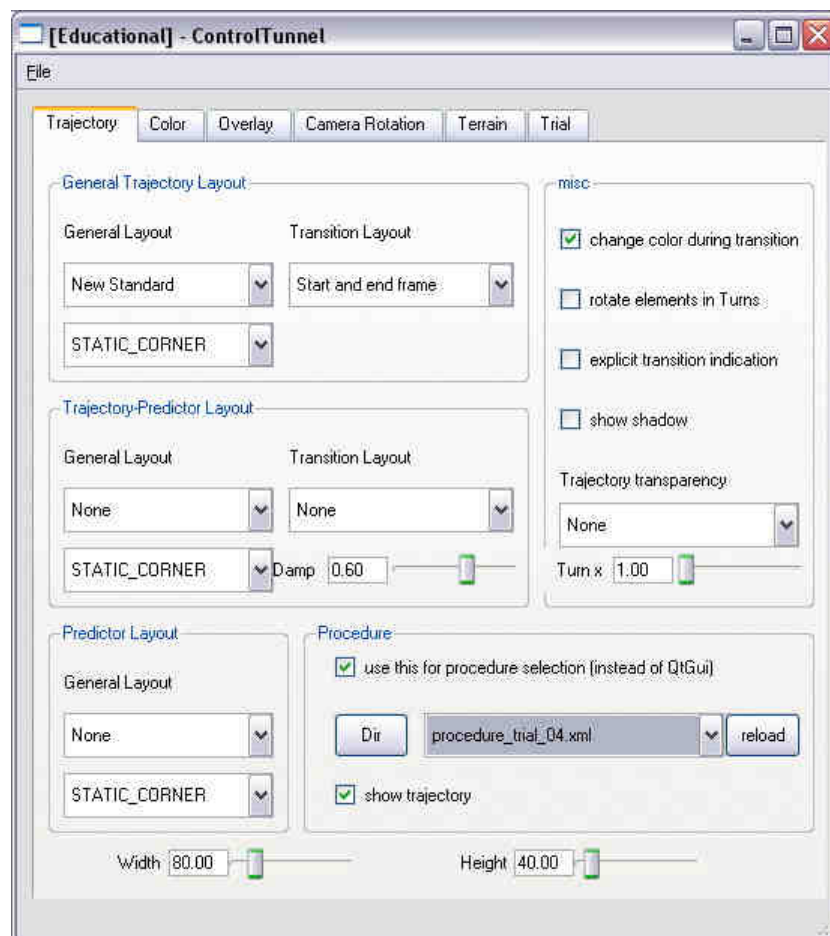 [Educational] - ControlTunnel
File
Trajectory Color Overlay Camera Rotation Terrain Trial
General Trajectory Layout
General Layout Transition Layout
New Standard Start and end frame
STATIC_CORNER
misc
change color during transition
rotate elements in Turns
explicit transition indication
show shadow
Trajectory transparency
None
Turn x 1.00
Trajectory-Predictor Layout
General Layout Transition Layout
None None
STATIC_CORNER Damp 0.60
Predictor Layout
General Layout
None
STATIC_CORNER
Procedure
use this for procedure selection (instead of QtGui)
Dir procedure_trial_04.xml reload
show trajectory
Width 80.00 Height 40.00